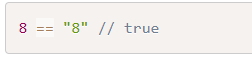 8 == "8" // true